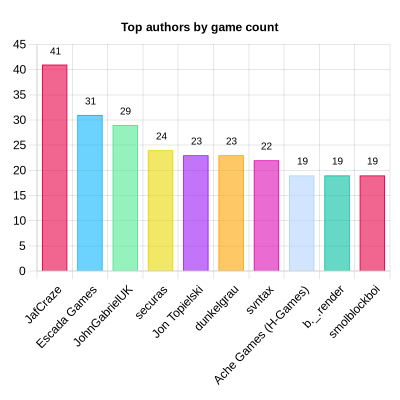 Top authors by game count
45
40
35
30
25
20
15
10
5
0
41
31
29
24
23
23
22
19
19
19
JafCraze
Escada Games
JohnGabrielUK
securas
Jon Topielski
dunkelgrau
svntax
Ache Games (H-Games)
b._.render
smolblockboi